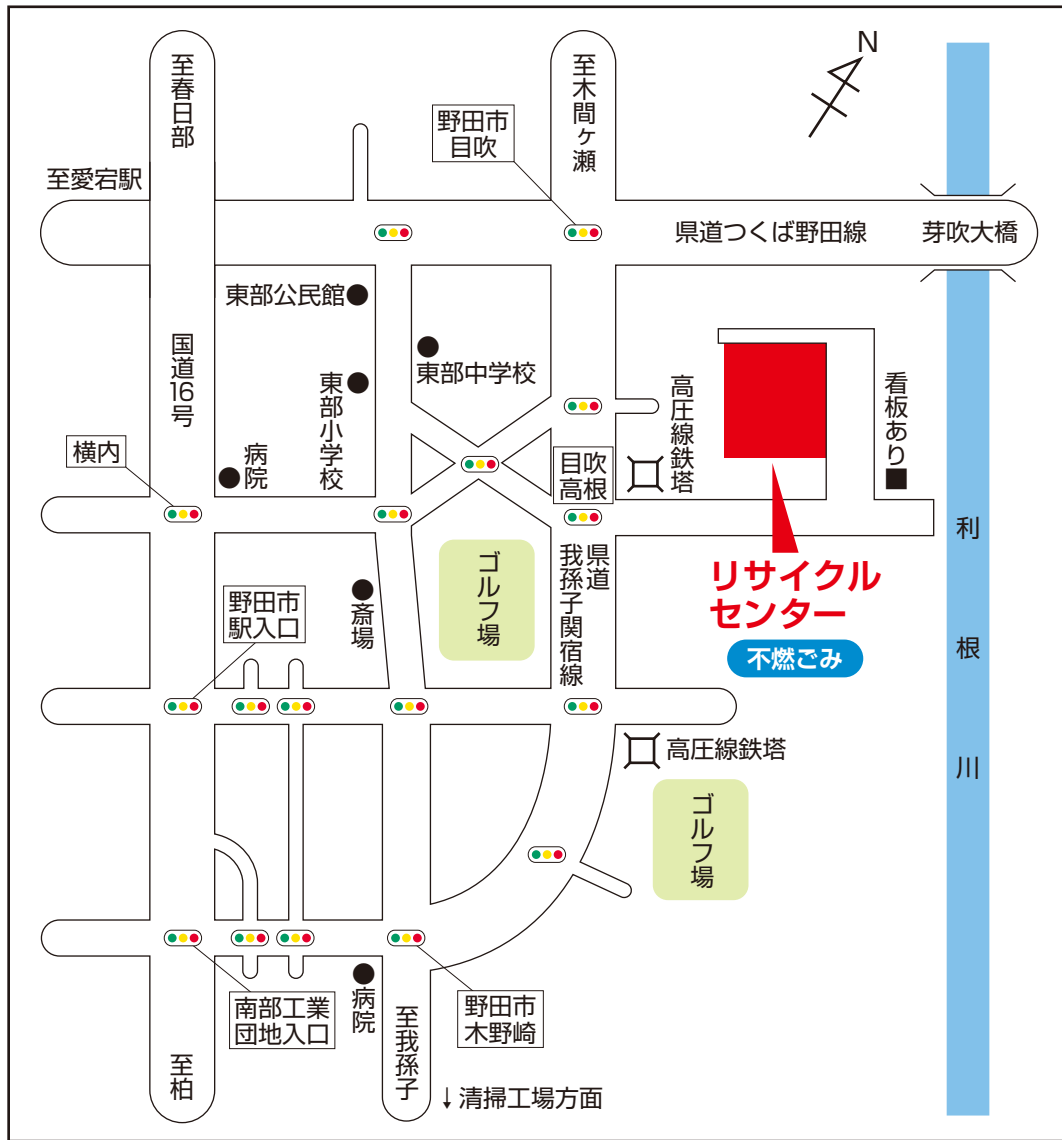 至春日部
至木間ヶ瀬
N
野田市
目吹
至愛宕駅
県道つくば野田線
芽吹大橋
東部公民館
国道16号
東部中学校
東部小学校
高圧線鉄塔
看板あり
横内
病院
目吹
高根
利根川
ゴルフ場
県道
我孫子関宿線
リサイクル
センター
不燃ごみ
斎場
野田市
駅入口
高圧線鉄塔
ゴルフ場
南部工業
団地入口
病院
野田市
木野崎
至柏
至我孫子
↓清掃工場方面